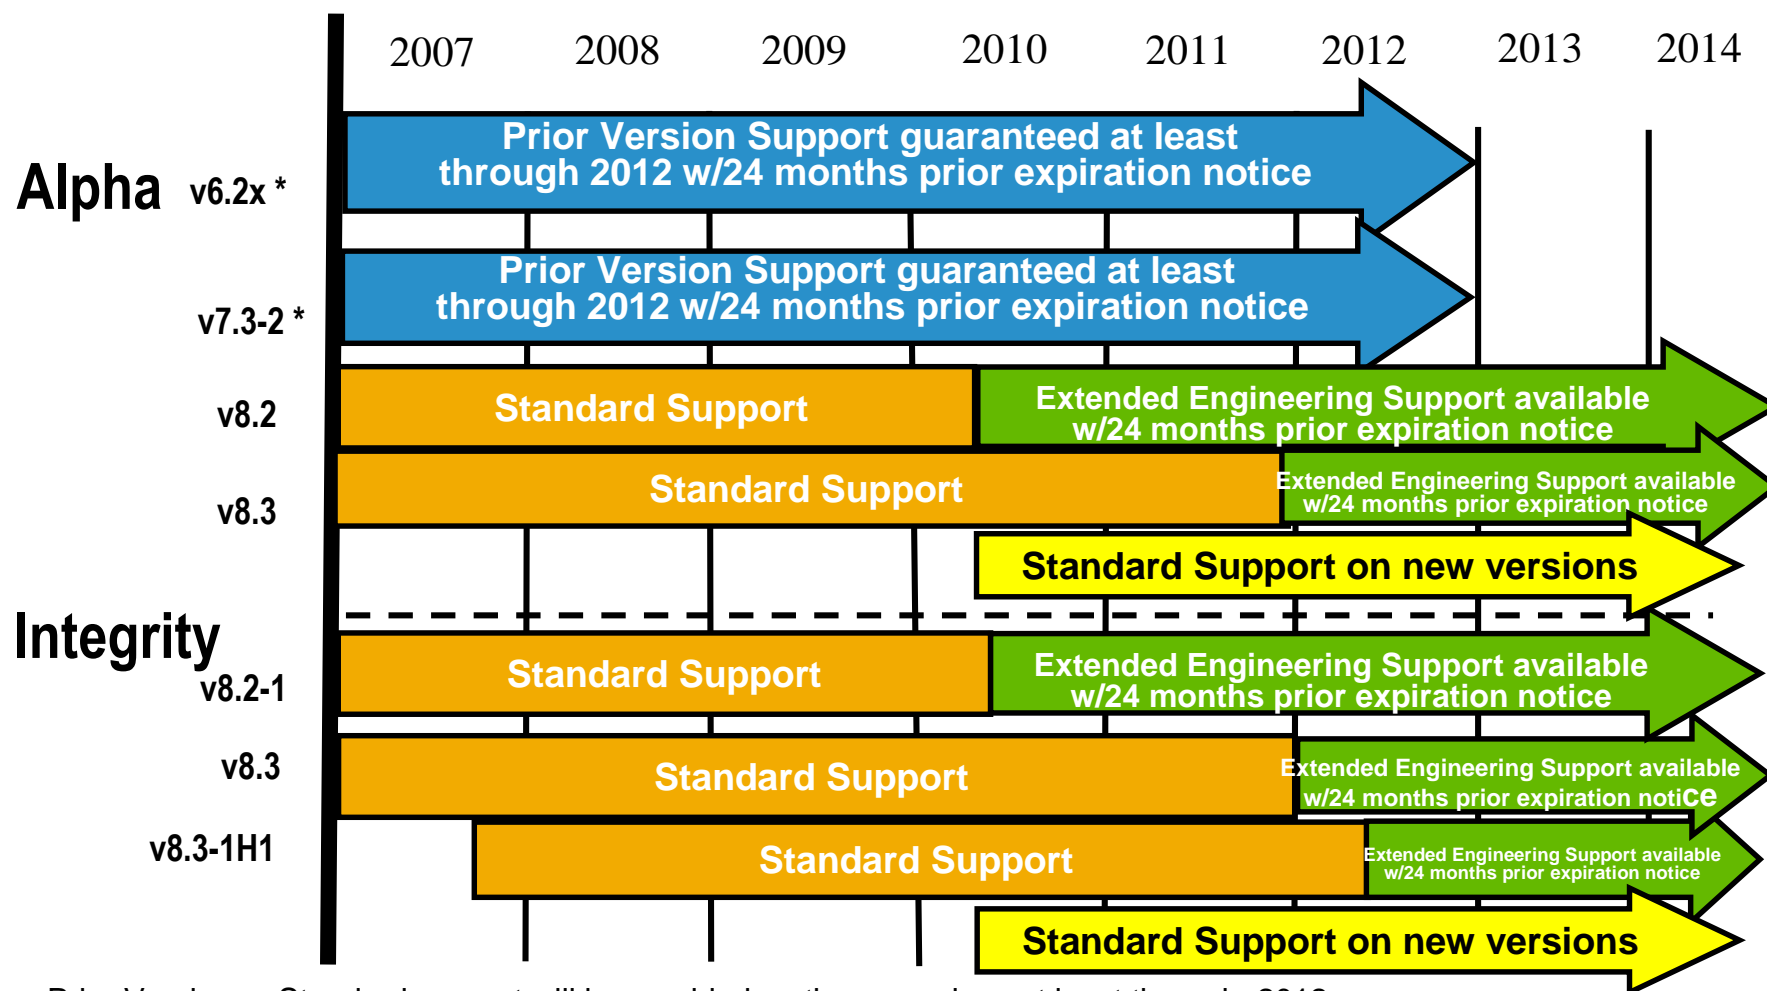 2007 2008 2009 2010 2011 2012 2013 2014
Prior Version Support guaranteed at least
through 2012 w/24 months prior expiration notice
Alpha v6.2x *
Prior Version Support guaranteed at least
through 2012 w/24 months prior expiration notice
v7.3-2 *
v8.2
Standard Support
Extended Engineering Support available
w/24 months prior expiration notice
v8.3
Standard Support
Extended Engineering Support available
w/24 months prior expiration notice
Standard Support on new versions
Integrity
v8.2-1
Standard Support
Extended Engineering Support available
w/24 months prior expiration notice
v8.3
Standard Support
Extended Engineering Support available
w/24 months prior expiration notice
v8.3-1H1
Standard Support
Extended Engineering Support available
w/24 months prior expiration notice
Standard Support on new versions